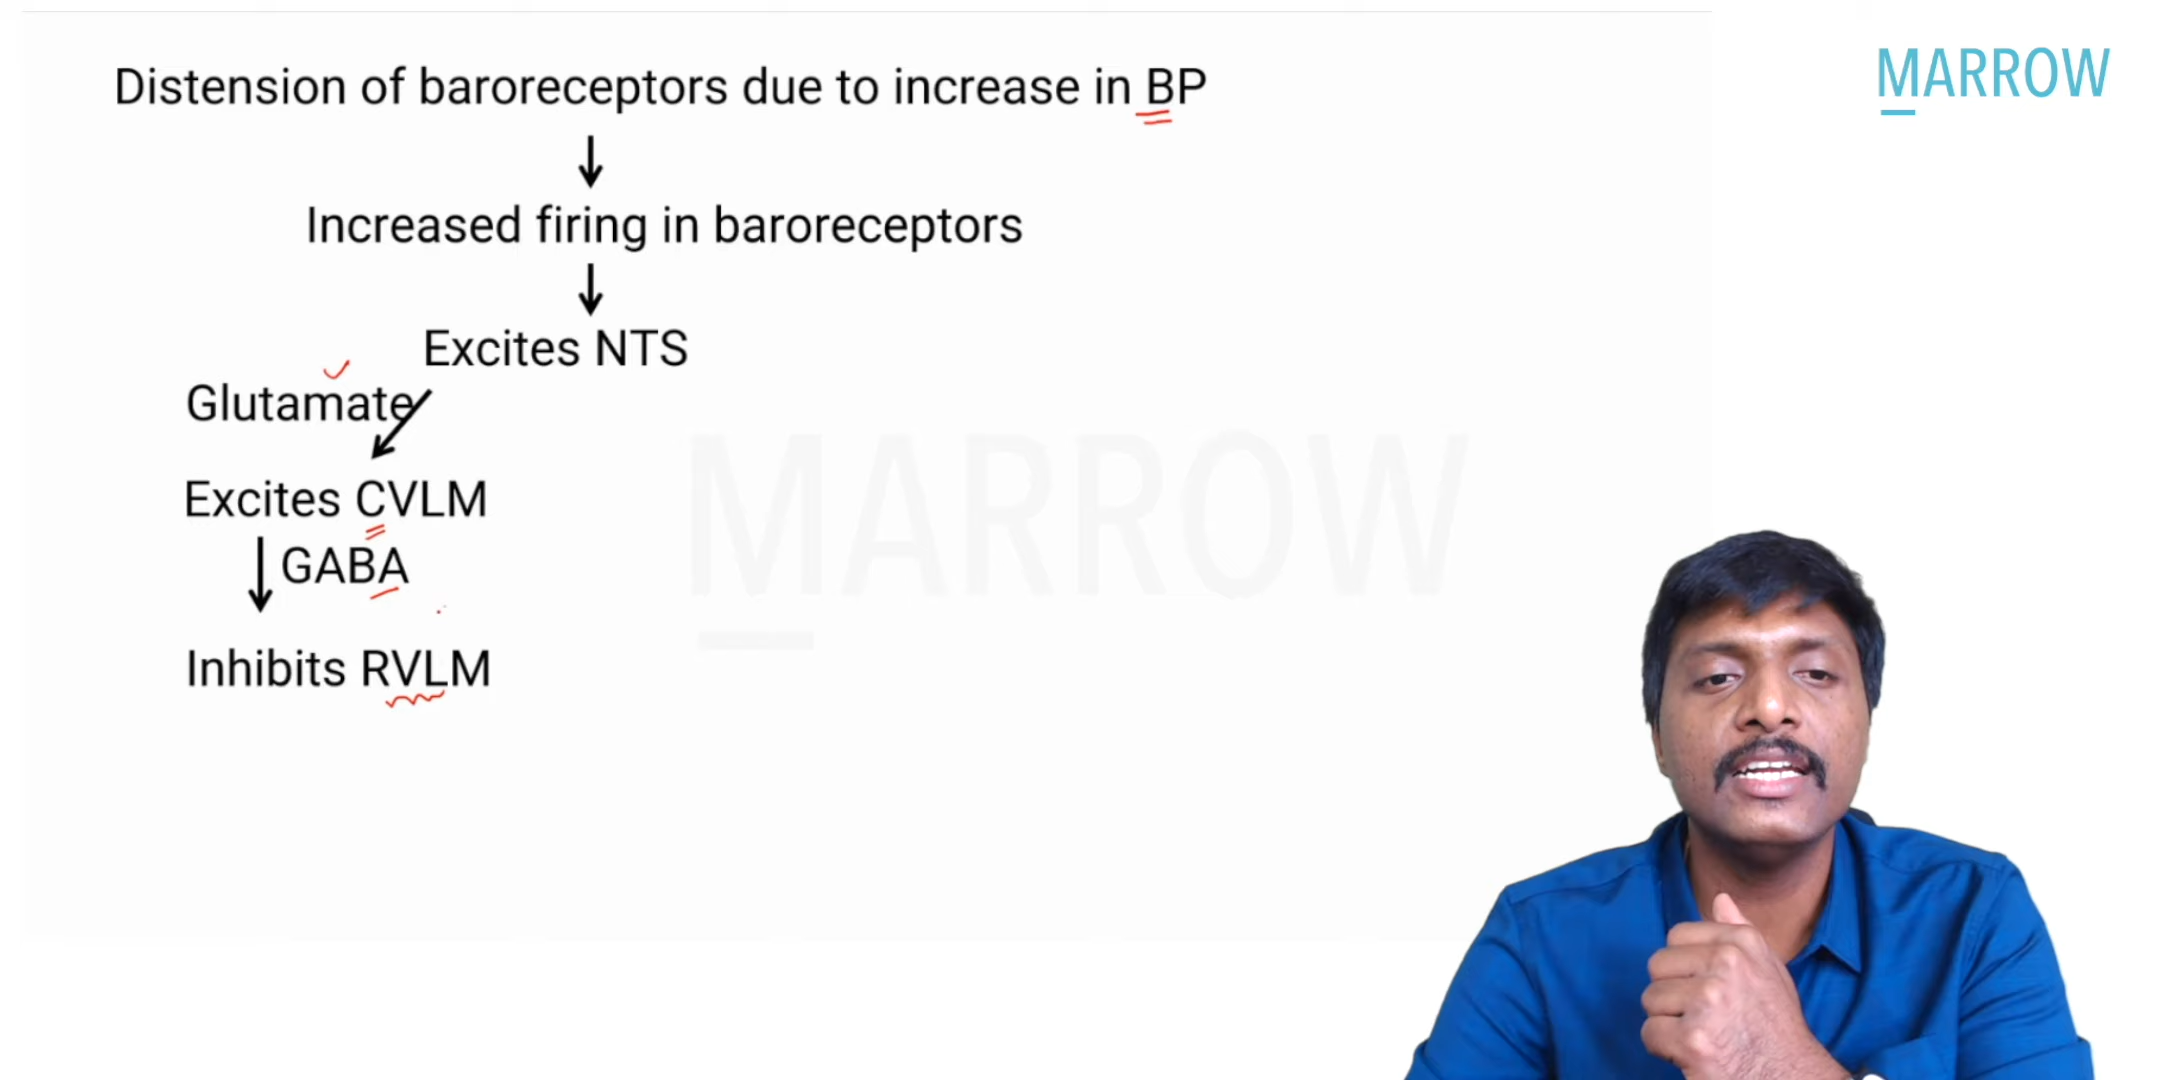 MARROW
Distension of baroreceptors due to increase in BP
Increased firing in baroreceptors
Excites NTS
Glutamate
Excites CVLM
GABA
Inhibits RVLM
MARROW